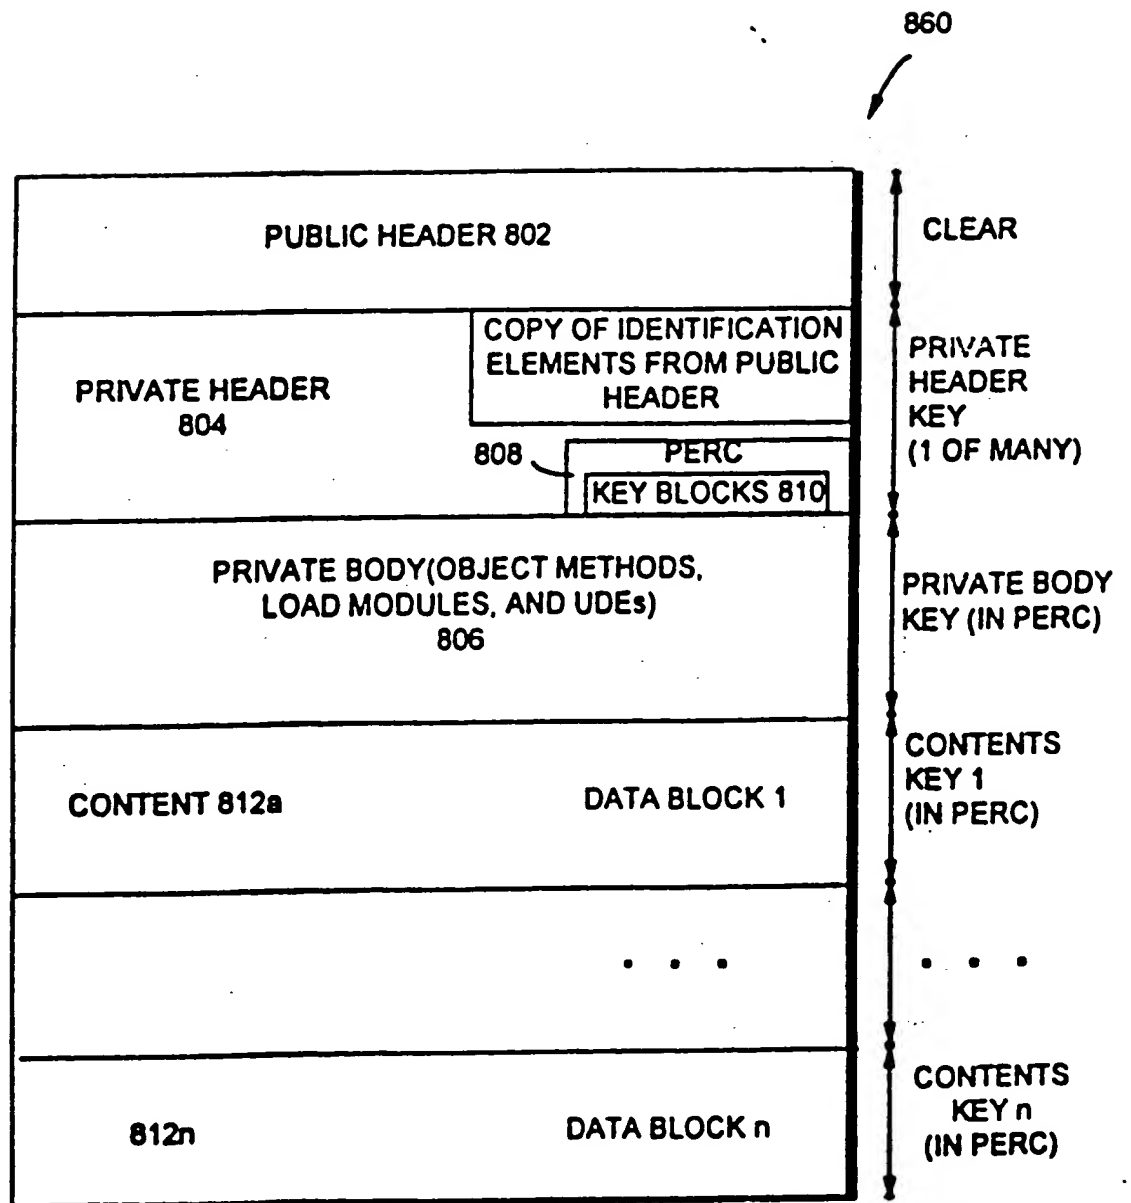 860
PUBLIC HEADER 802
CLEAR
COPY OF IDENTIFICATION
ELEMENTS FROM PUBLIC
HEADER
PRIVATE HEADER
804
808
PERC
KEY BLOCKS 810
PRIVATE
HEADER
KEY
(1 OF MANY)
PRIVATE BODY(OBJECT METHODS,
LOAD MODULES, AND UDEs)
806
PRIVATE BODY
KEY (IN PERC)
CONTENT 812a
DATA BLOCK 1
CONTENTS
KEY 1
(IN PERC)
. . .
. . .
812n
DATA BLOCK n
CONTENTS
KEY n
(IN PERC)